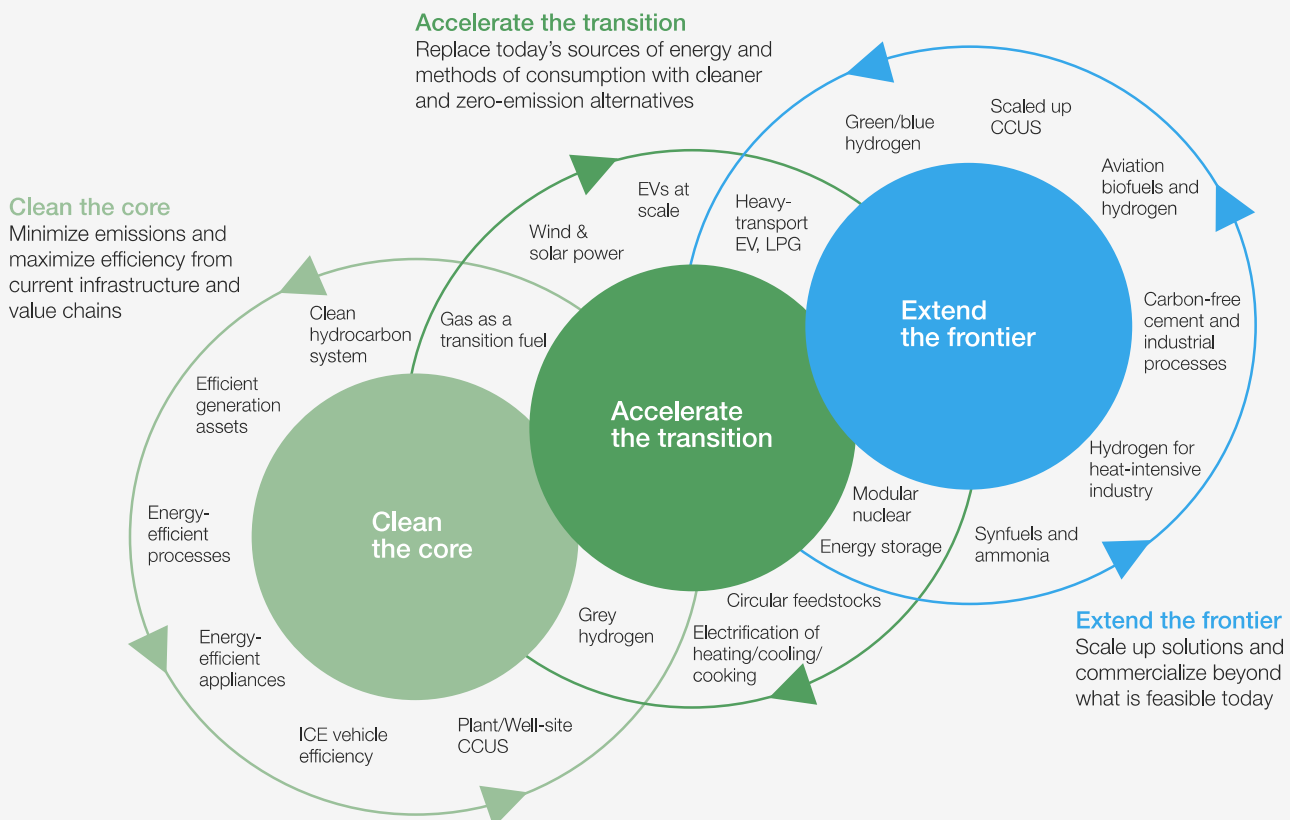 Accelerate the transition
Replace today’s sources of energy and
methods of consumption with cleaner
and zero-emission alternatives
Clean the core
Minimize emissions and
maximize efficiency from
current infrastructure and
value chains
Green/blue
hydrogen
Scaled up
CCUS
Aviation
biofuels and
hydrogen
EVs at
scale
Heavy-
transport
EV, LPG
Wind &
solar power
Clean
hydrocarbon
system
Gas as a
transition fuel
Extend
the frontier
Carbon-free
cement and
industrial
processes
Efficient
generation
assets
Accelerate
the transition
Hydrogen for
heat-intensive
industry
Modular
nuclear
Energy storage
Synfuels and
ammonia
Energy-
efficient
processes
Clean
the core
Grey
hydrogen
Circular feedstocks
Electrification of
heating/cooling/
cooking
Extend the frontier
Scale up solutions and
commercialize beyond
what is feasible today
Energy-
efficient
appliances
ICE vehicle
efficiency
Plant/Well-site
CCUS